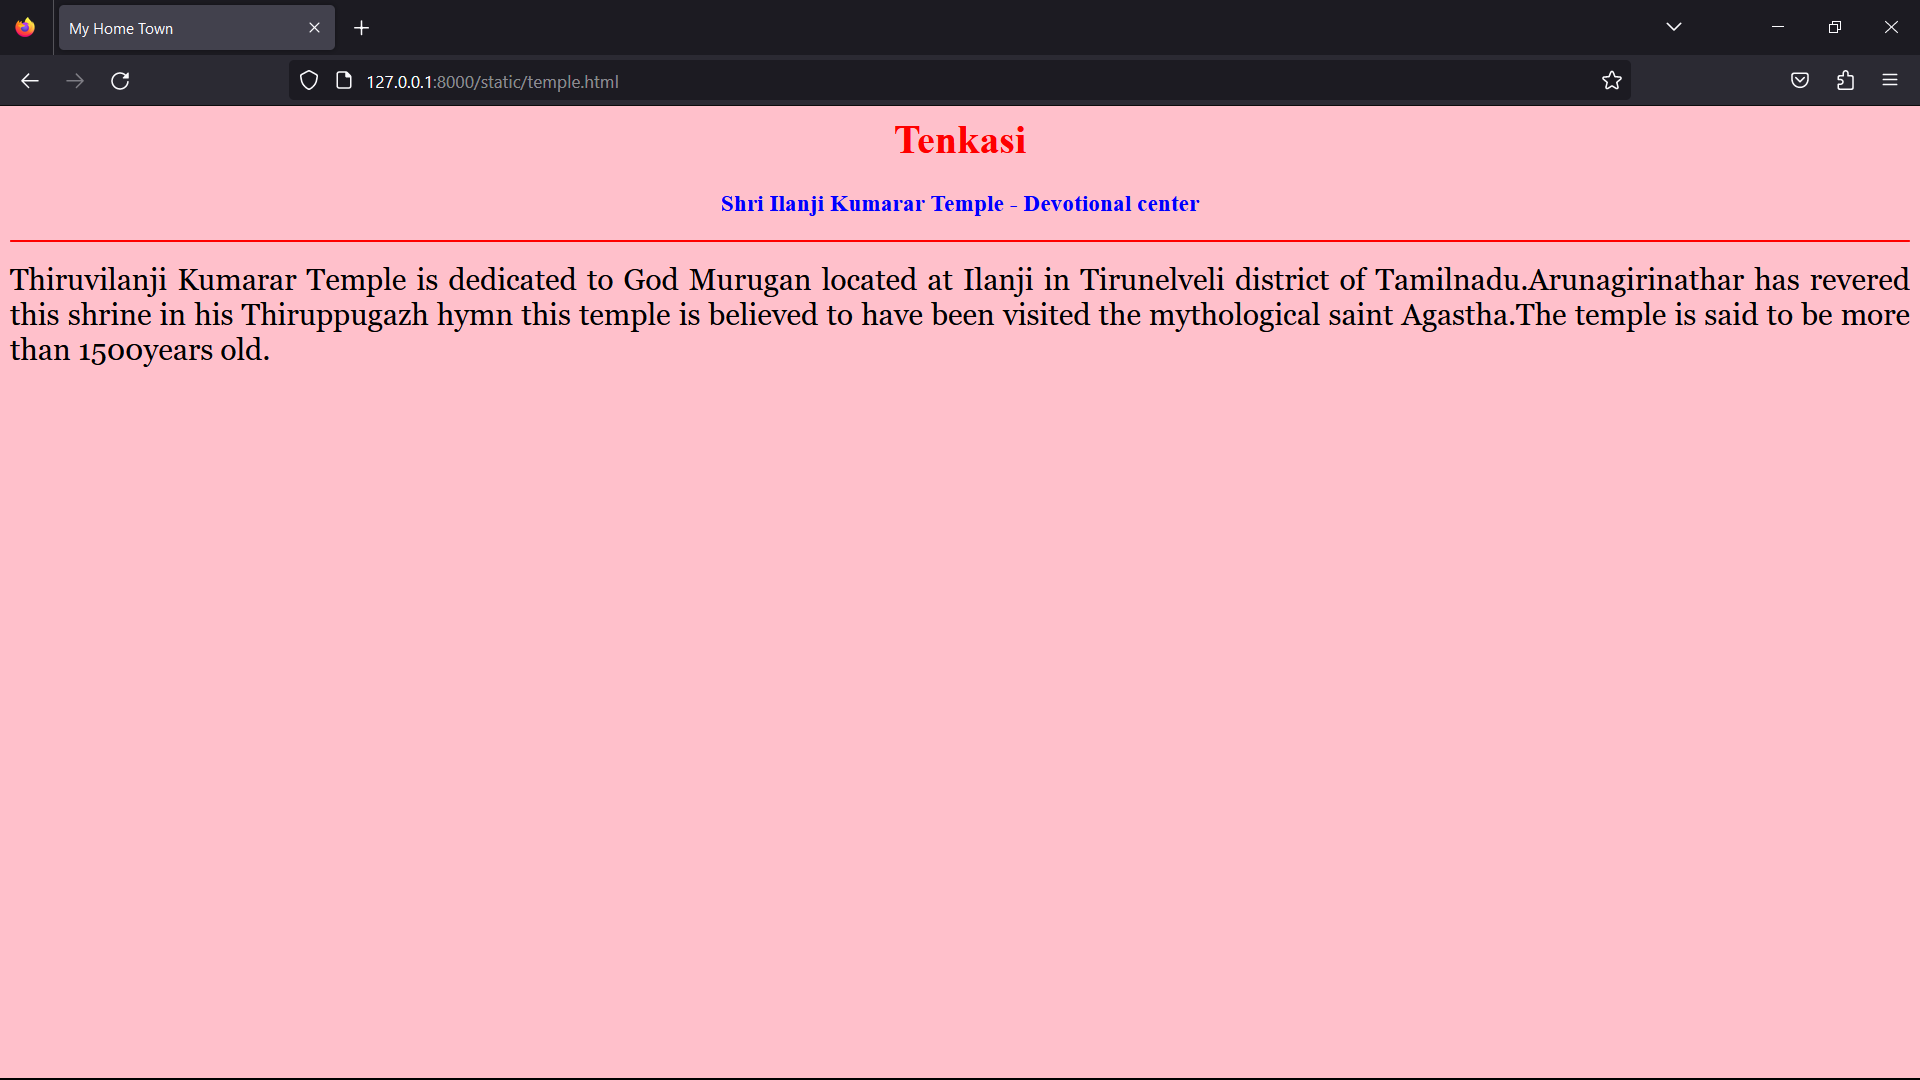 My Home Town
127.0.0.1:8000/static/temple.html
Tenkasi
Shri Ilanji Kumarar Temple - Devotional center
Thiruvilanji Kumarar Temple is dedicated to God Murugan located at Ilanji in Tirunelveli district of Tamilnadu.Arunagirinathar has revered
this shrine in his Thiruppugazh hymn this temple is believed to have been visited the mythological saint Agastha.The temple is said to be more
than 1500years old.